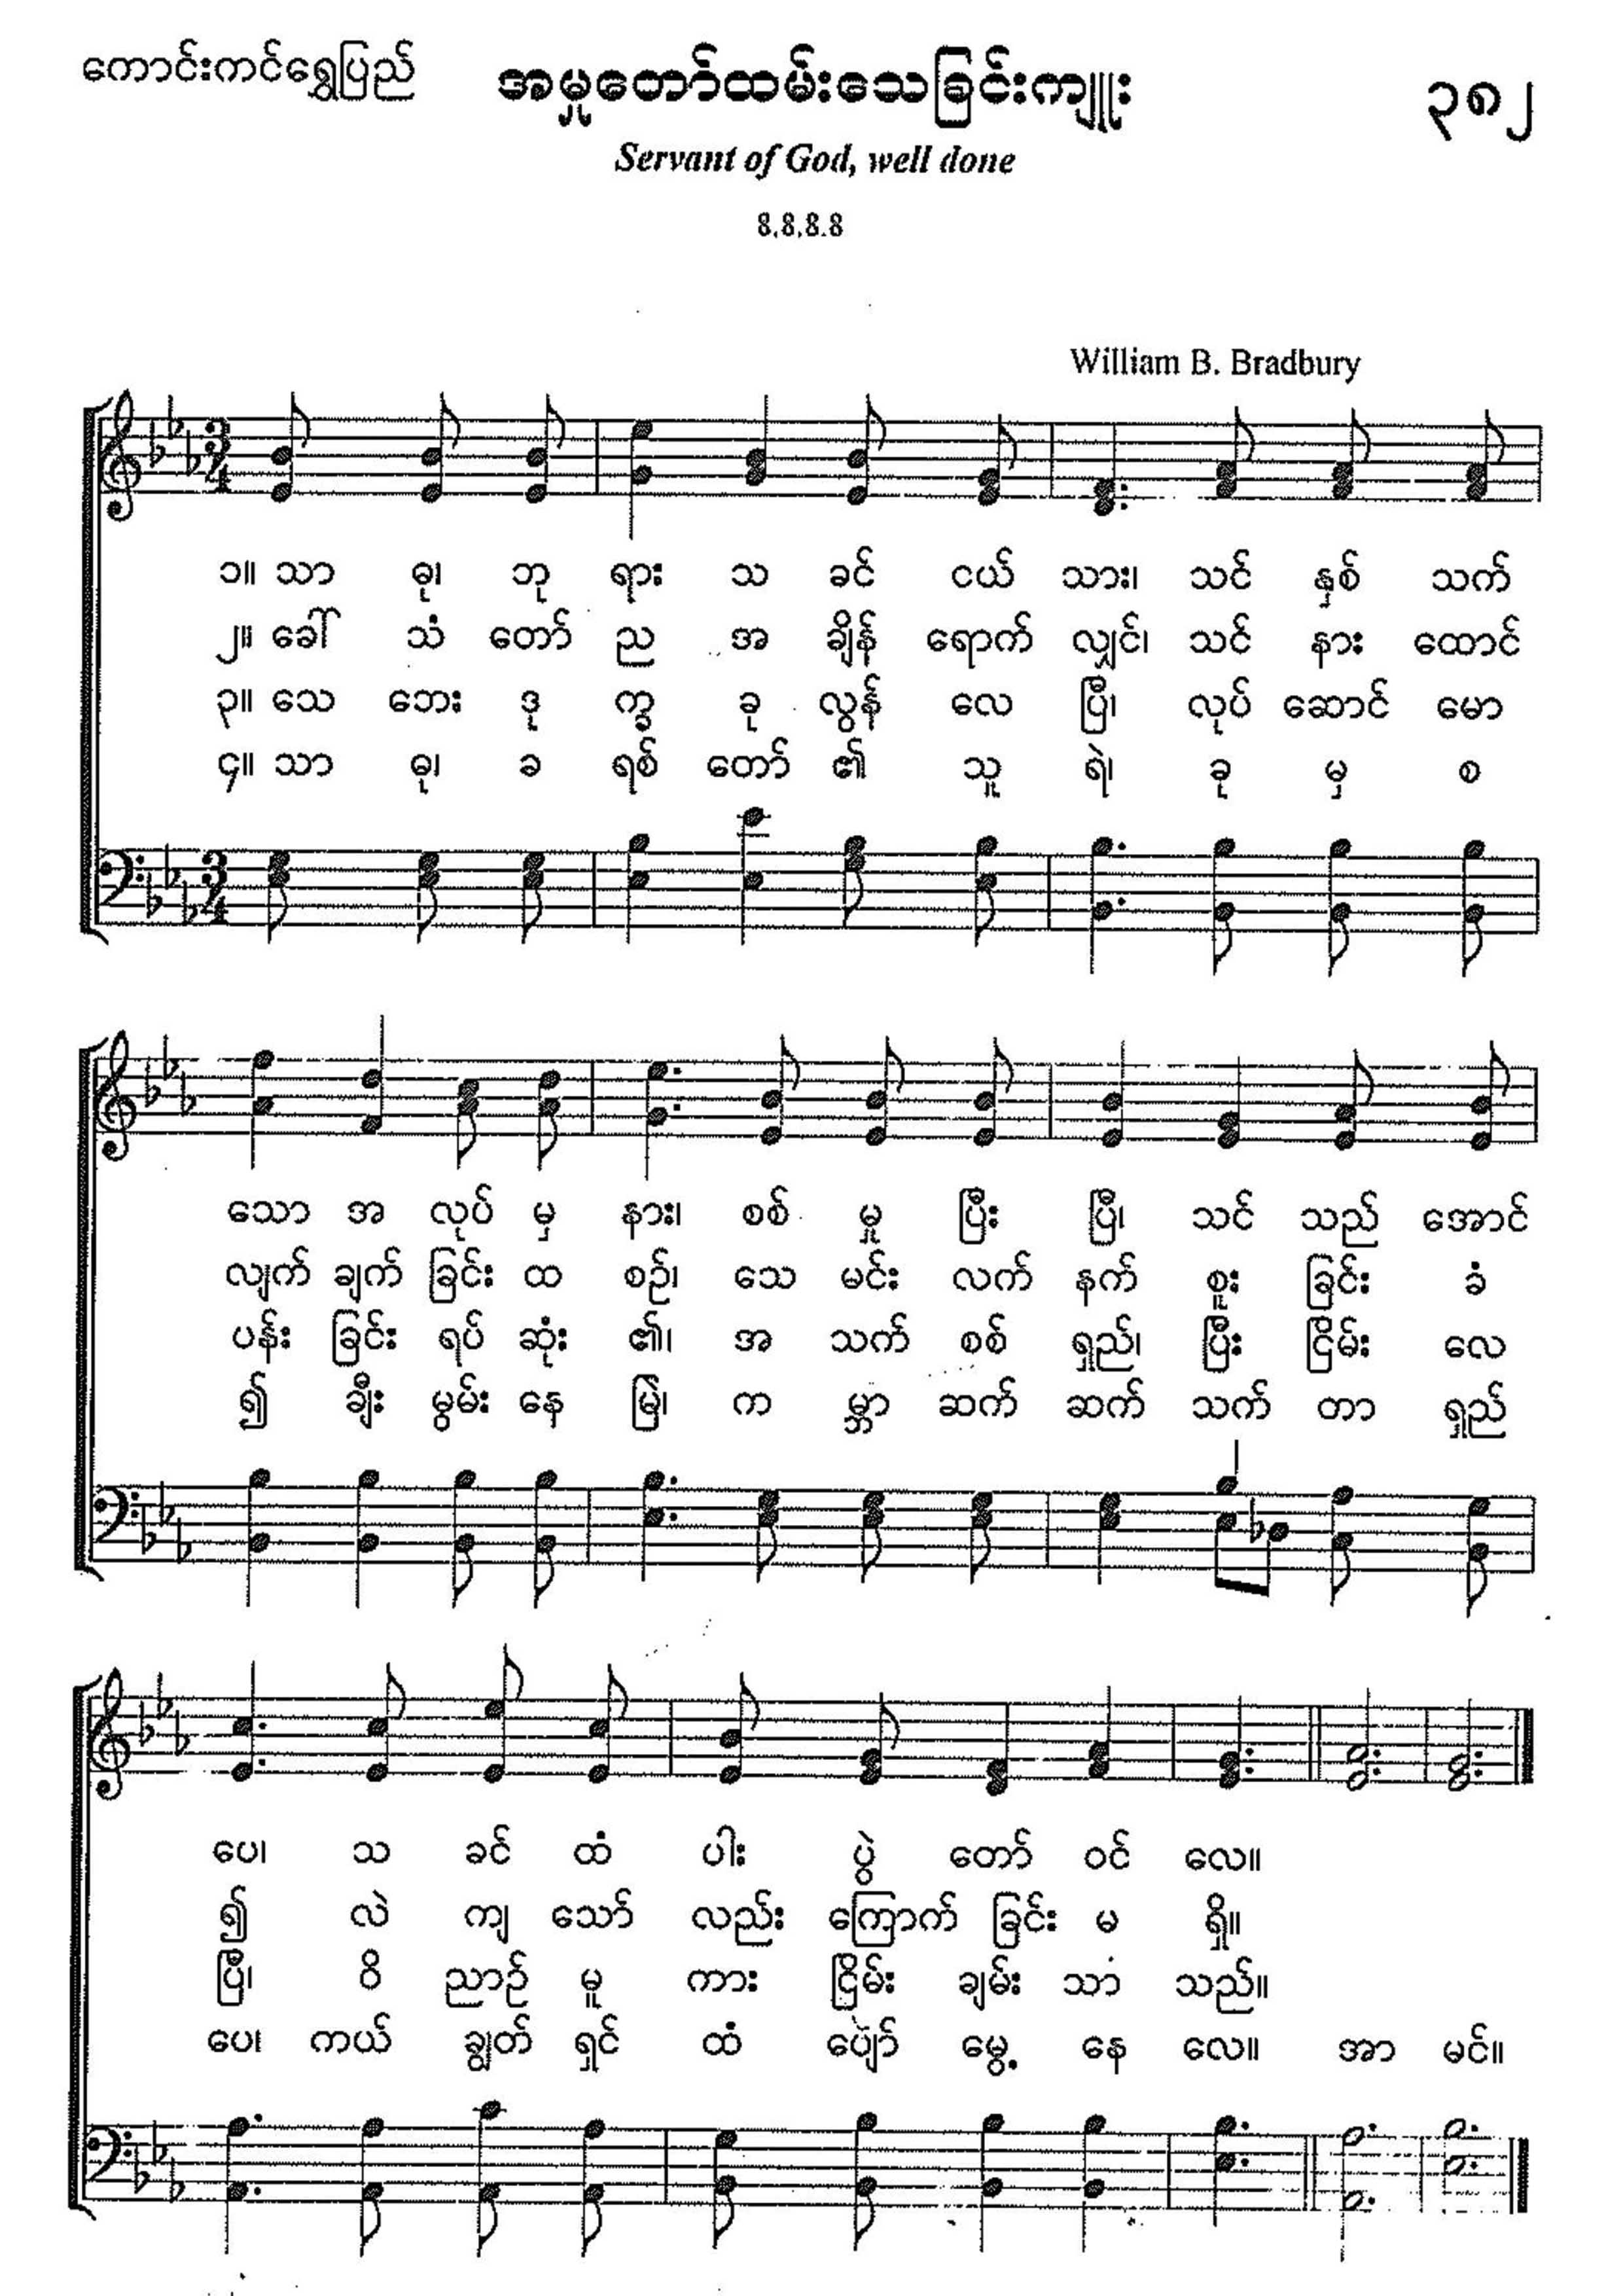 ကောင်းကင်ရွှေပြည်
အမှုတော်ထမ်းသေခြင်းကျူး
၃၈၂
Servant of God, well done
8.8.8.8
William B. Bradbury
၁။ သာ ဓု၊ ဘု ရား သ ခင် ငယ် သား၊ သင် နှစ် သက်
၂။ ခေါ် သံ တော် ည အ ချိန် ရောက် လျှင်၊ သင် နား ထောင်
၃။ သေ ဘေး ဒု က္ခ ခု လွန် လေ ပြီ၊ လုပ် ဆောင် မော
၄။ သာ ဓု၊ ခ ရစ် တော် ၏ သူ ရဲ၊ ခု မှ စ
သော အ လုပ် မှ နား၊ စစ် မှု ပြီး ပြီ၊ သင် သည် အောင်
လျက် ချက် ခြင်း ထ စဉ်၊ သေ မင်း လက် နက် စူး ခြင်း ခံ
ပန်း ခြင်း ရပ် ဆုံး ၏၊ အ သက် စစ် ရှည်၊ ပြီး ငြိမ်း လေ
၍ ချီး မွမ်း နေ မြဲ၊ က မ္ဘာ ဆက် ဆက် သက် တာ ရှည်
ပေ၊ သ ခင် ထံ ပါး ပွဲ တော် ဝင် လေ။
၍ လဲ ကျ သော် လည်း ကြောက် ခြင်း မ ရှိ။
ပြီ၊ ဝိ ညာဉ် မူ ကား ငြိမ်း ချမ်း သာ သည်။
ပေ၊ ကယ် ချွတ် ရှင် ထံ ပျော် မွေ့ နေ လေ။ အာ မင်။